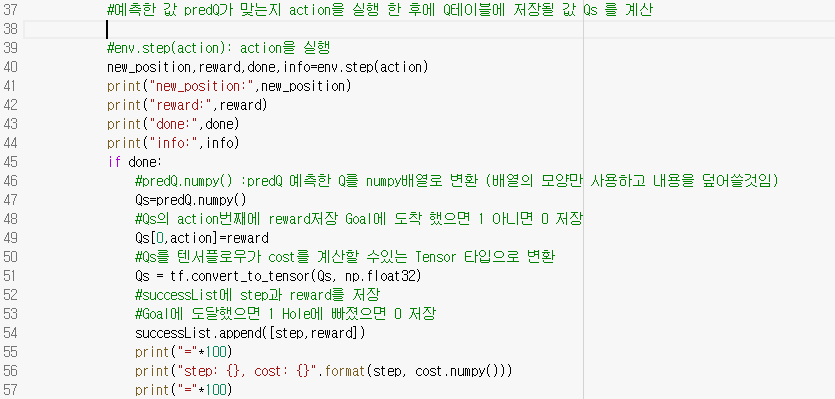 37 #예측한 값 predQ가 맞는지 action을 실행 한 후에 Q테이블에 저장될 값 Qs 를 계산
38
39 #env.step(action): action을 실행
40 new_position,reward,done,info=env.step(action)
41 print("new_position:",new_position)
42 print("reward:",reward)
43 print("done:",done)
44 print("info:",info)
45 if done:
46 #predQ.numpy() :predQ 예측한 Q를 numpy배열로 변환 (배열의 모양만 사용하고 내용을 덮어쓸것임)
47 Qs=predQ.numpy()
48 #Qs의 action번째에 reward저장 Goal에 도착 했으면 1 아니면 0 저장
49 Qs[0,action]=reward
50 #Qs를 텐서플로우가 cost를 계산할 수있는 Tensor 타입으로 변환
51 Qs = tf.convert_to_tensor(Qs, np.float32)
52 #successList에 step과 reward를 저장
53 #Goal에 도달했으면 1 Hole에 빠졌으면 0 저장
54 successList.append([step,reward])
55 print("="*100)
56 print("step: {}, cost: {}".format(step, cost.numpy()))
57 print("="*100)